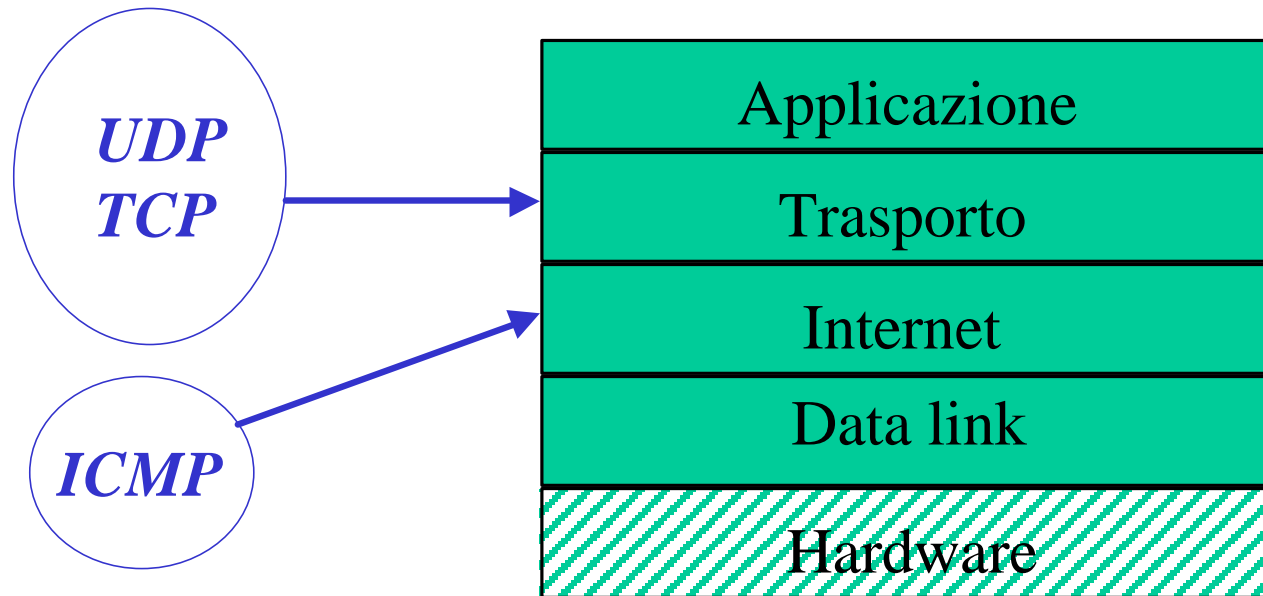 UDP
TCP
ICMP
Applicazione
Trasporto
Internet
Data link
Hardware